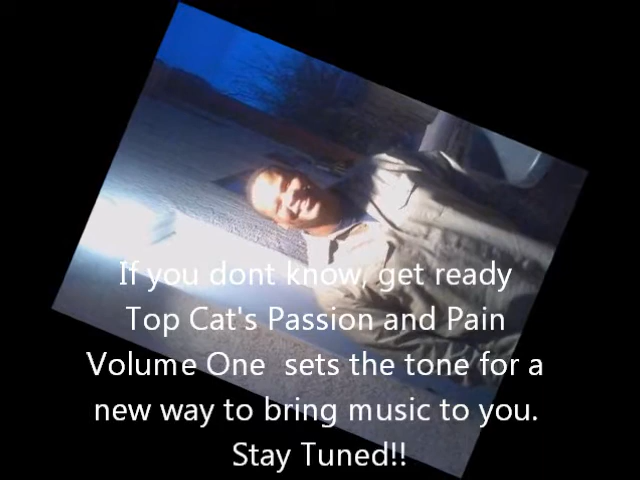 If you dont know, get ready
Top Cat's Passion and Pain
Volume One  sets the tone for a
new way to bring music to you.
Stay Tuned!!